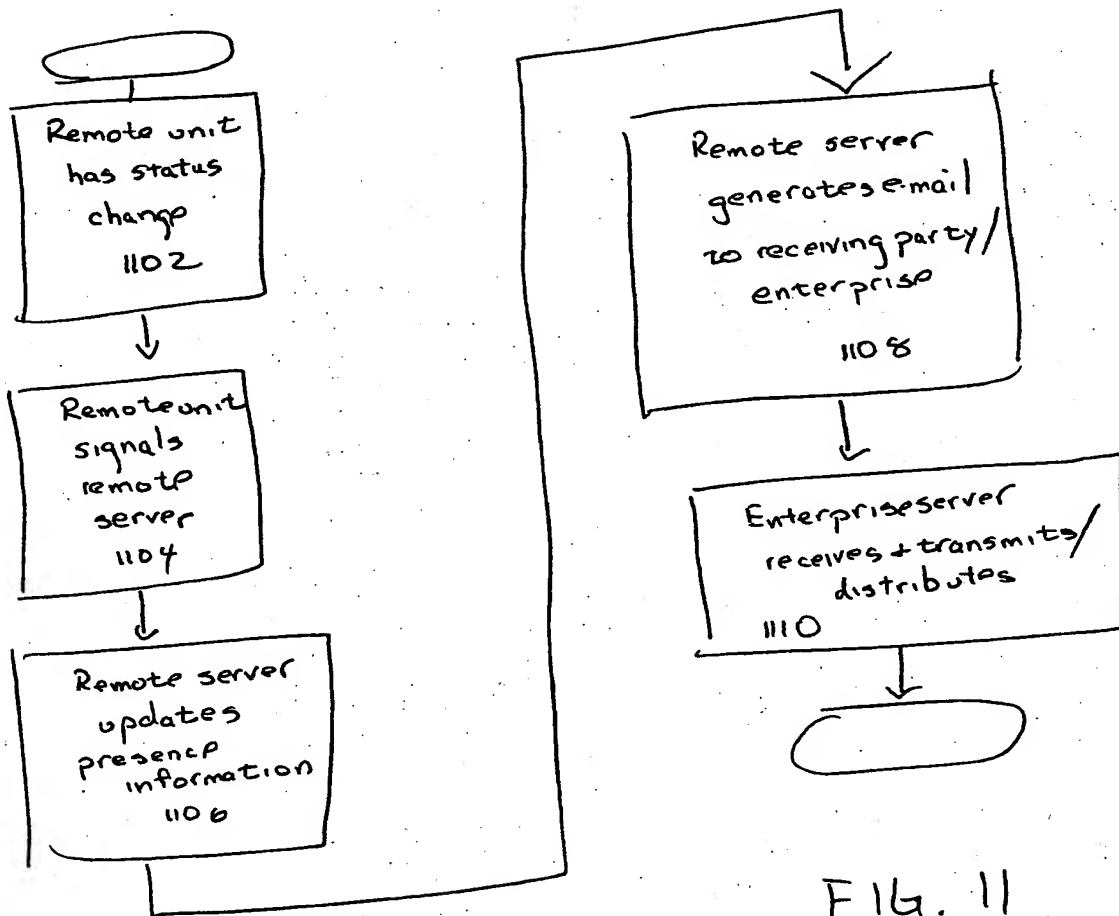 Remote unit
has status
change
1102
Remote unit
signals
remote
server
1104
Remote server
updates
presence
information
1106
Remote server
generates e-mail
to receiving party/
enterprise
1108
Enterprise server
receives + transmits/
distributes
1110
FIG. 11